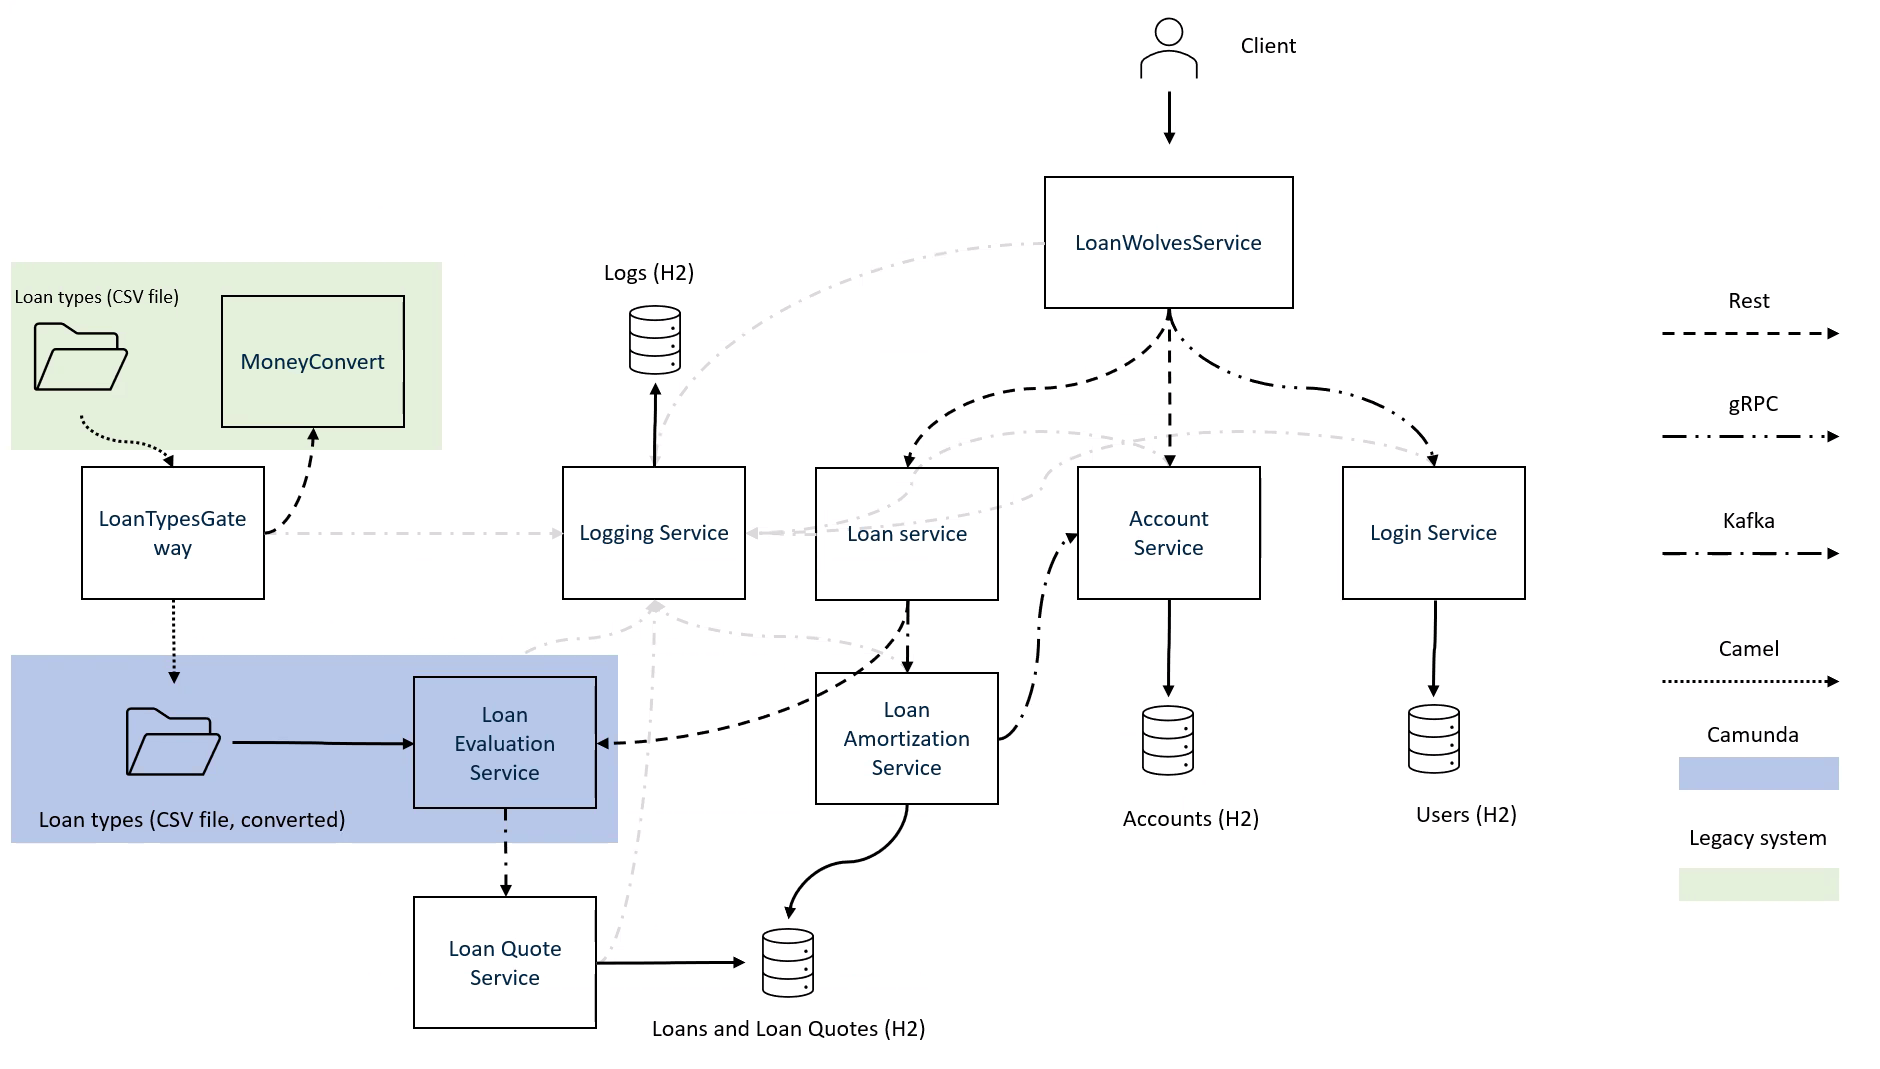 Client
LoanWolvesService
Logs (H2)
Loan types (CSV file)
MoneyConvert
Rest
gRPC
LoanTypesGate
way
Logging Service
Loan service
Account
Service
Login Service
Kafka
Camel
Loan
Evaluation
Service
Loan
Amortization
Service
Camunda
Loan types (CSV file, converted)
Accounts (H2)
Users (H2)
Legacy system
Loan Quote
Service
Loans and Loan Quotes (H2)